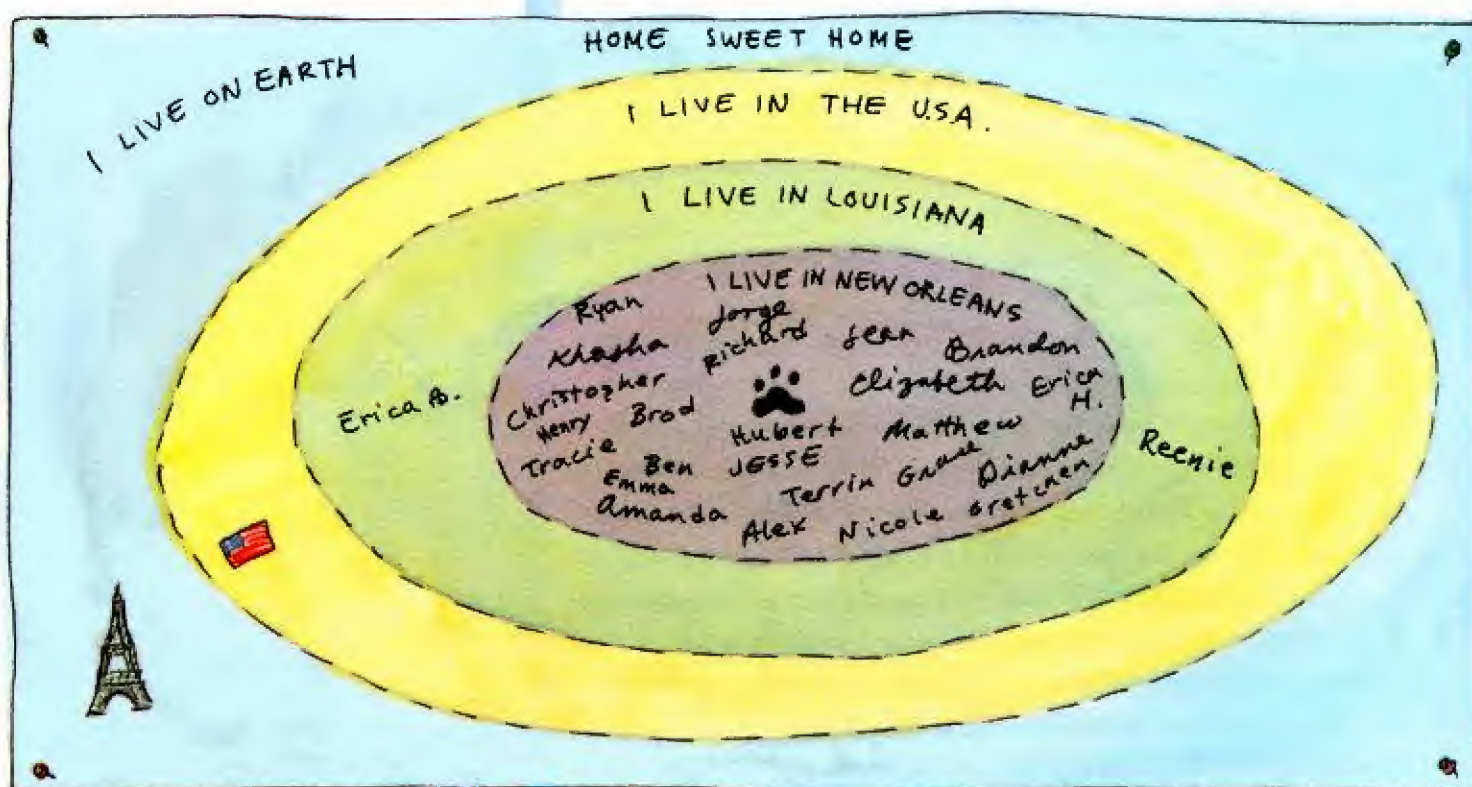 HOME SWEET HOME
I LIVE ON EARTH
I LIVE IN THE U.S.A.
I LIVE IN LOUISIANA
I LIVE IN NEW ORLEANS
Ryan
Jorge
Khasha
Richard
Sean
Brandon
Christopher
Elizabeth
Erica H.
Erica B.
Henry
Brad
Hubert
Matthew
Tracie
Ben
JESSE
Reenie
Emma
Terrin
Grace
Dianne
Amanda
Alex
Nicole
Gretchen